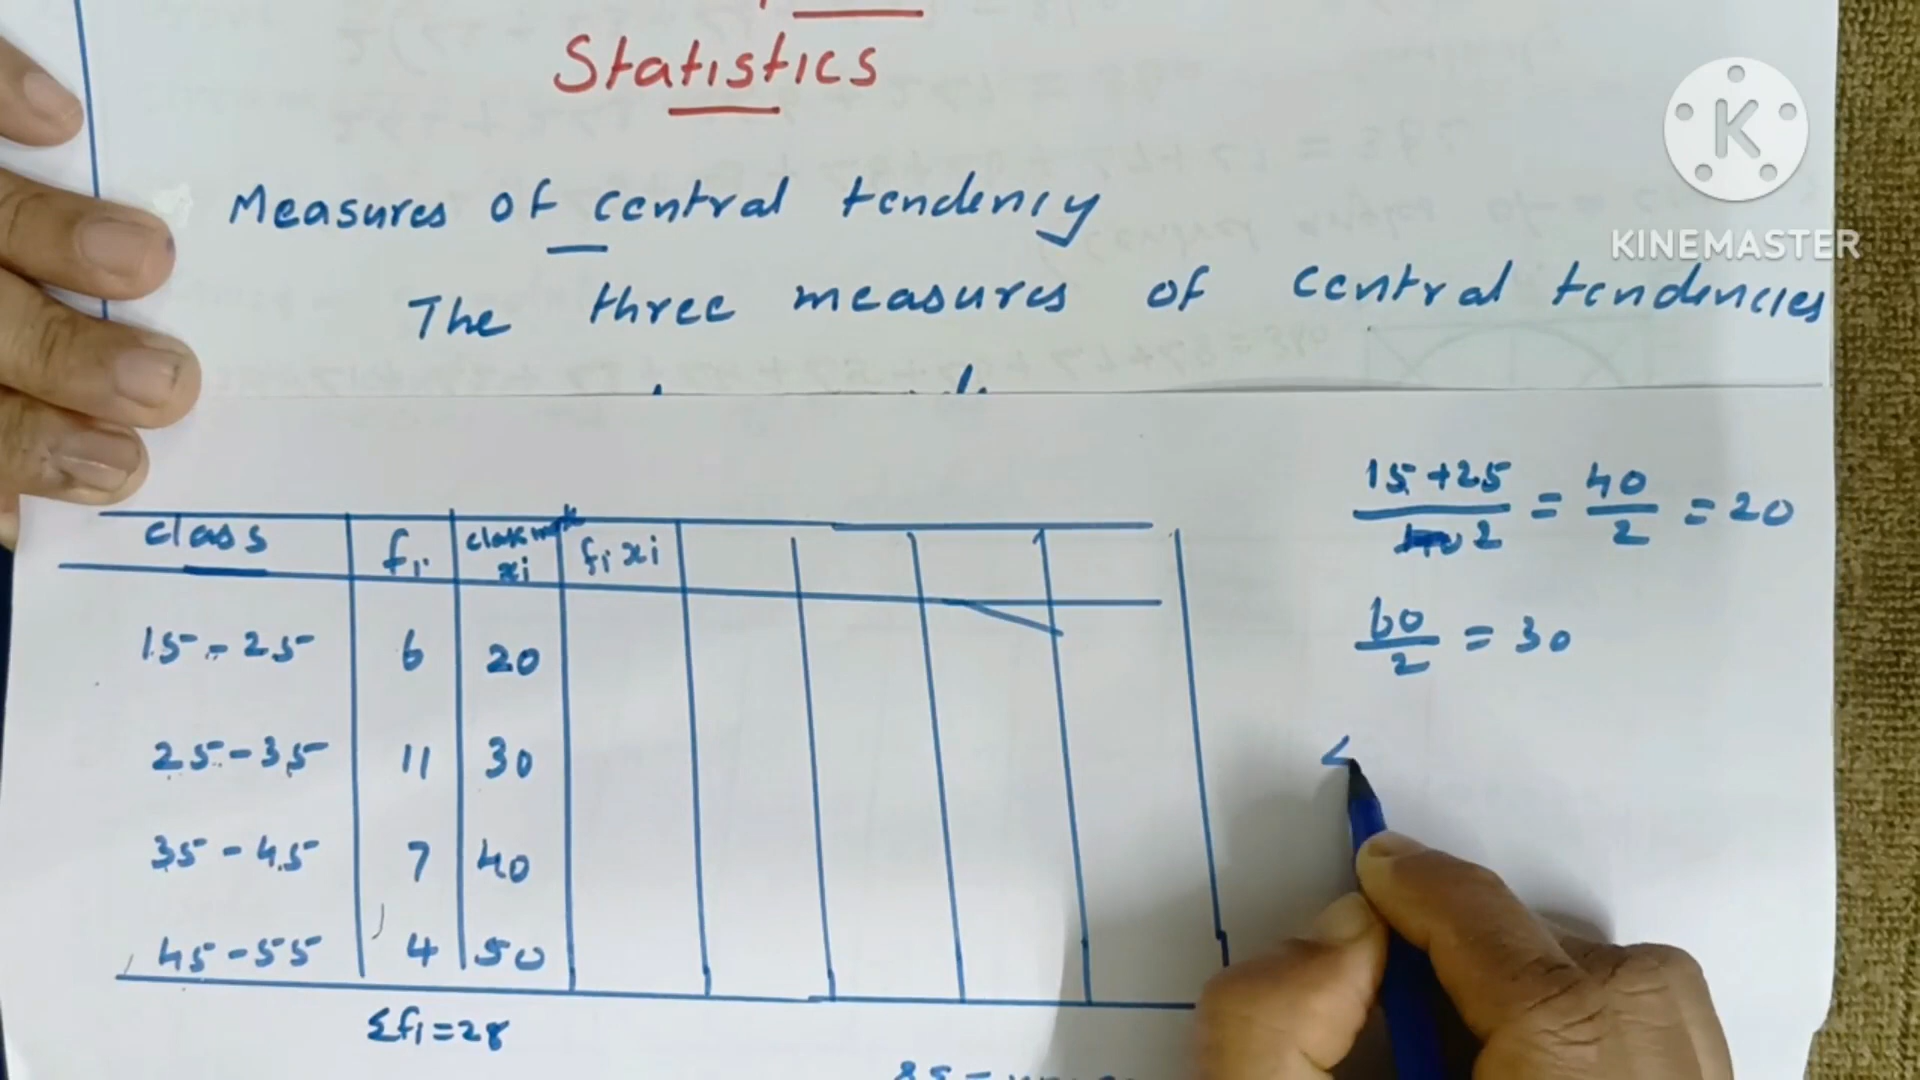 Statistics
K
KINEMASTER
Measures of central tendency
The three measures of central tendencies
class fi class mark xi fi xi
15 - 25 6 20
25 - 35 11 30
35 - 45 7 40
45 - 55 4 50
Σfi = 28
15 + 25 / 2 = 40 / 2 = 20
60 / 2 = 30